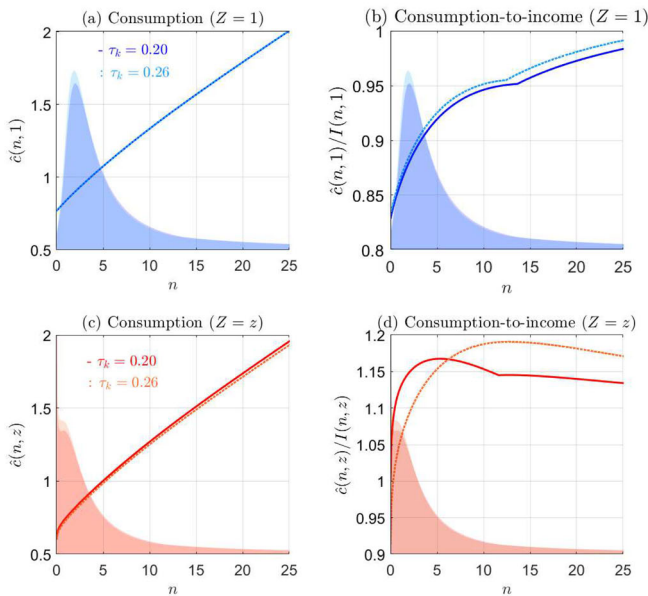 (a) Consumption (Z = 1)
- τk = 0.20
: τk = 0.26
ĉ(n, 1)
2
1.5
1
0.5
0 5 10 15 20 25
n
(b) Consumption-to-income (Z = 1)
ĉ(n, 1)/I(n, 1)
1
0.95
0.9
0.85
0.8
0 5 10 15 20 25
n
(c) Consumption (Z = z)
- τk = 0.20
: τk = 0.26
ĉ(n, z)
2
1.5
1
0.5
0 5 10 15 20 25
n
(d) Consumption-to-income (Z = z)
ĉ(n, z)/I(n, z)
1.2
1.15
1.1
1.05
1
0.95
0.9
0 5 10 15 20 25
n